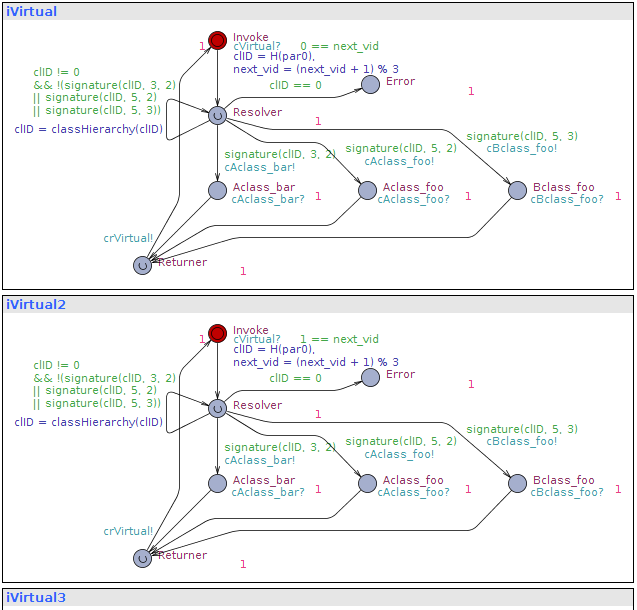 iVirtual
Invoke
1
cVirtual?
0 == next_vid
clID = H(par0),
next_vid = (next_vid + 1) % 3
clID != 0
&& !(signature(clID, 3, 2)
|| signature(clID, 5, 2)
|| signature(clID, 5, 3))
clID == 0
Error
1
clID = classHierarchy(clID)
Resolver
1
signature(clID, 5, 3)
cBclass_foo!
signature(clID, 3, 2)
cAclass_bar!
signature(clID, 5, 2)
cAclass_foo!
Aclass_bar
cAclass_bar?
1
Aclass_foo
cAclass_foo?
1
Bclass_foo
cBclass_foo?
1
crVirtual!
Returner
1
iVirtual2
Invoke
1
cVirtual?
1 == next_vid
clID = H(par0),
next_vid = (next_vid + 1) % 3
clID != 0
&& !(signature(clID, 3, 2)
|| signature(clID, 5, 2)
|| signature(clID, 5, 3))
clID == 0
Error
1
clID = classHierarchy(clID)
Resolver
1
signature(clID, 5, 3)
cBclass_foo!
signature(clID, 3, 2)
cAclass_bar!
signature(clID, 5, 2)
cAclass_foo!
Aclass_bar
cAclass_bar?
1
Aclass_foo
cAclass_foo?
1
Bclass_foo
cBclass_foo?
1
crVirtual!
Returner
1
iVirtual3